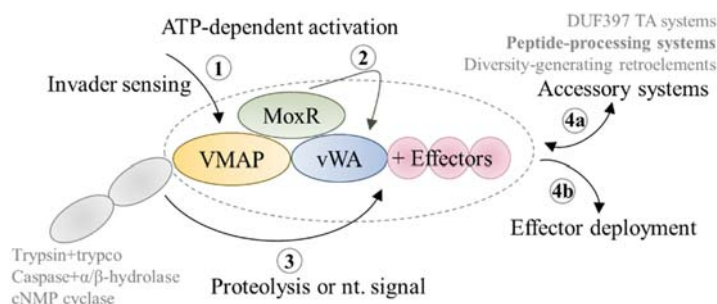 DUF397 TA systems
ATP-dependent activation
Peptide-processing systems
Diversity-generating retroelements
1
2
Invader sensing
Accessory systems
MoxR
4a
VMAP
vWA
+ Effectors
4b
Effector deployment
3
Trypsin+trypco
Caspase+α/β-hydrolase
cNMP cyclase
Proteolysis or nt. signal